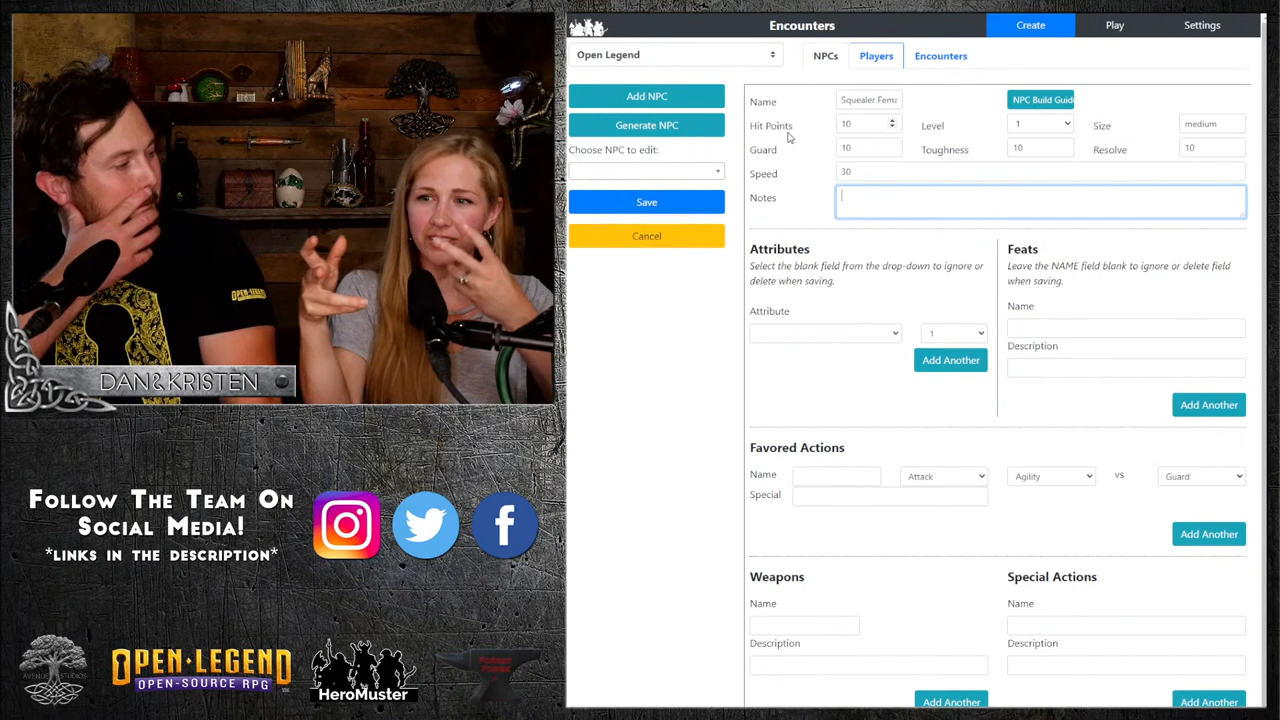 Encounters
Create
Play
Settings
Open Legend
NPCs
Players
Encounters
Add NPC
Generate NPC
Choose NPC to edit:
Save
Cancel
Name Squealer Fema NPC Build Guid
Hit Points 10 Level 1 Size medium
Guard 10 Toughness 10 Resolve 10
Speed 30
Notes
Attributes
Select the blank field from the drop-down to ignore or
delete when saving.
Attribute
1
Add Another
Feats
Leave the NAME field blank to ignore or delete field
when saving.
Name
Description
Add Another
Favored Actions
Name Attack Agility vs Guard
Special
Add Another
Weapons
Name
Description
Add Another
Special Actions
Name
Description
Add Another
OPEN LEGEND
DAN & KRISTEN
FOLLOW THE TEAM ON
SOCIAL MEDIA!
*LINKS IN THE DESCRIPTION*
AVENUE STUDIOS
OPEN LEGEND
OPEN-SOURCE RPG
HeroMuster